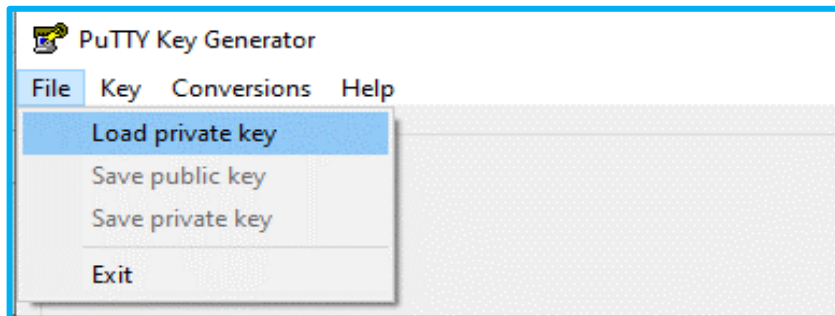 PuTTY Key Generator
File Key Conversions Help
Load private key
Save public key
Save private key
Exit